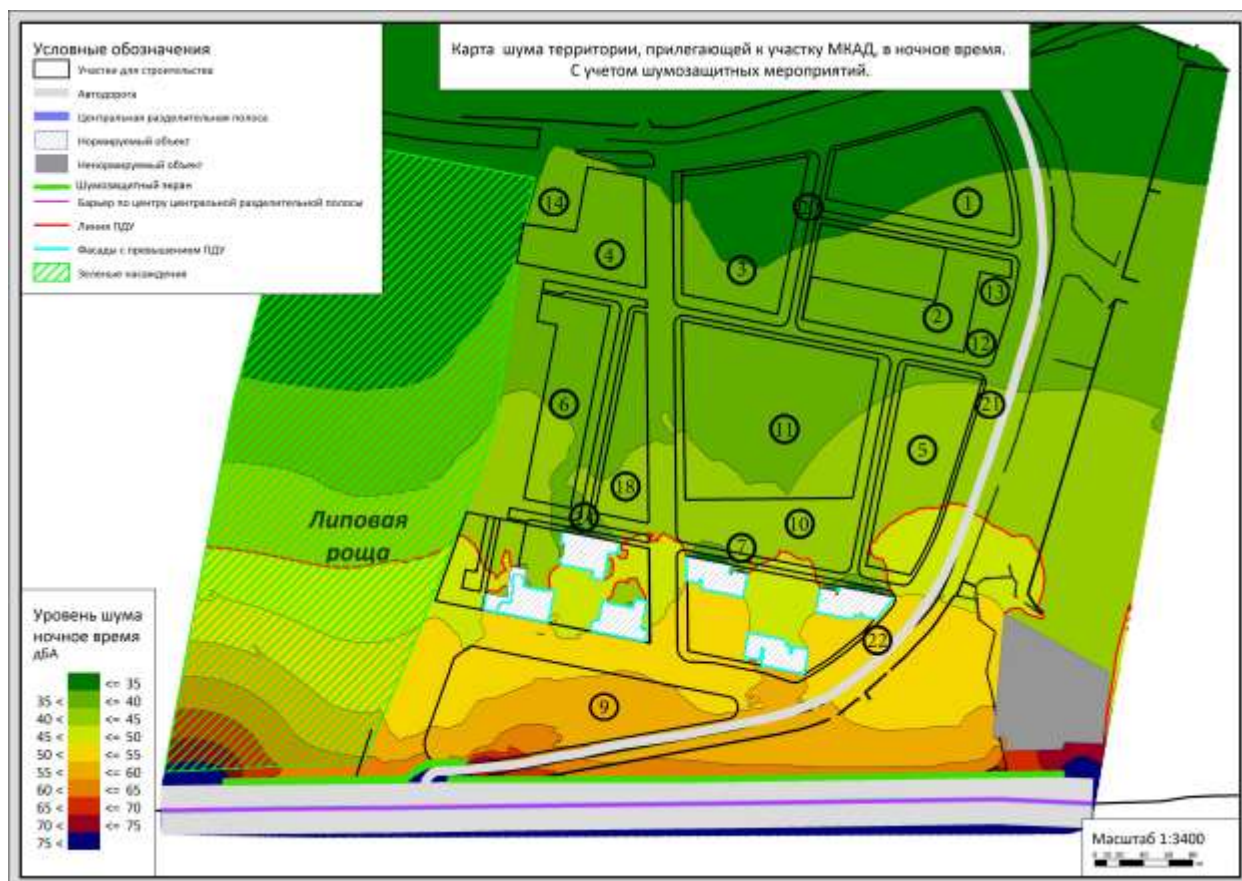 Условные обозначения
Участки для строительства
Автодорога
Центральная разделительная полоса
Нормируемый объект
Ненормируемый объект
Шумозащитный экран
Барьер по центру центральной разделительной полосы
Линия ПДУ
Фасады с превышением ПДУ
Зеленые насаждения
Карта шума территории, прилегающей к участку МКАД, в ночное время.
С учетом шумозащитных мероприятий.
14
1
4
3
13
2
12
6
21
11
5
18
10
7
22
9
Липовая
роща
Уровень шума
ночное время
дБА
<= 35
35 < <= 40
40 < <= 45
45 < <= 50
50 < <= 55
55 < <= 60
60 < <= 65
65 < <= 70
70 < <= 75
75 <
Масштаб 1:3400